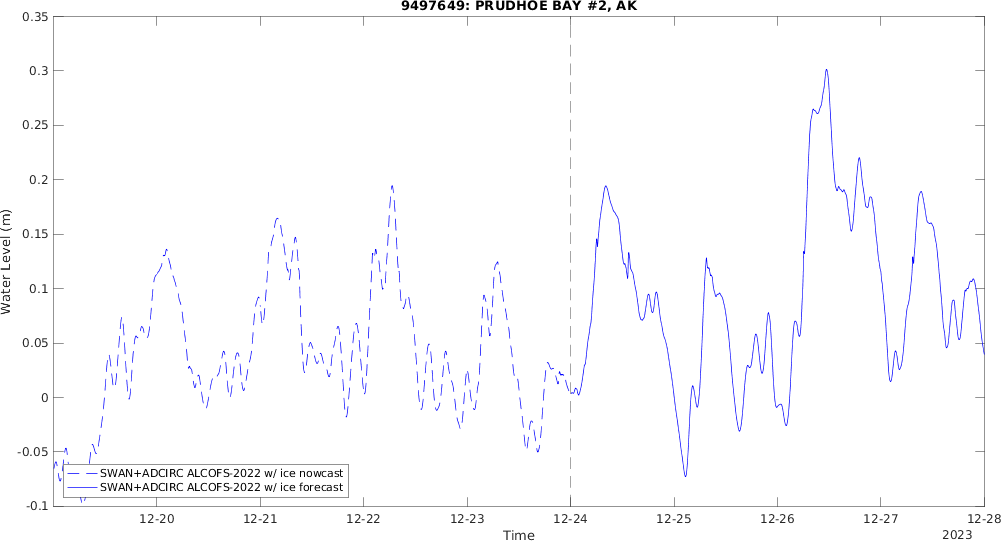 9497649: PRUDHOE BAY #2, AK
0.35
0.3
0.25
0.2
0.15
0.1
0.05
0
-0.05
-0.1
Water Level (m)
SWAN+ADCIRC ALCOFS-2022 w/ ice nowcast
SWAN+ADCIRC ALCOFS-2022 w/ ice forecast
12-20 12-21 12-22 12-23 12-24 12-25 12-26 12-27 12-28
Time
2023